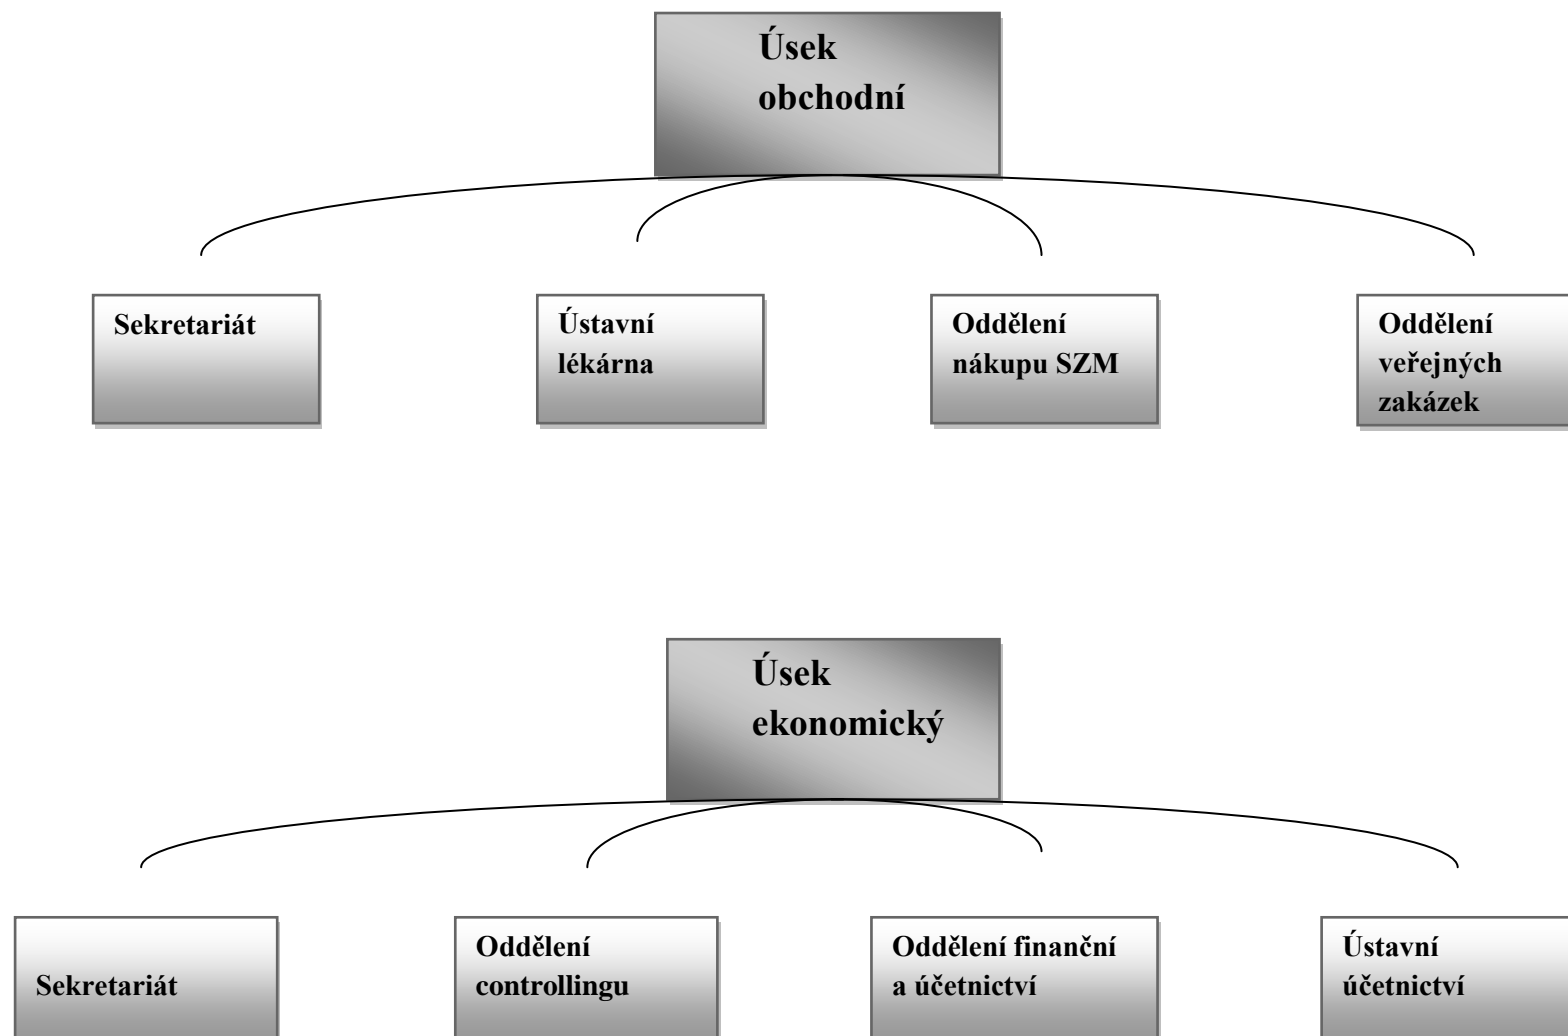 Úsek
obchodní
Sekretariát
Ústavní
lékárna
Oddělení
nákupu SZM
Oddělení
veřejných
zakázek
Úsek
ekonomický
Sekretariát
Oddělení
controllingu
Oddělení finanční
a účetnictví
Ústavní
účetnictví